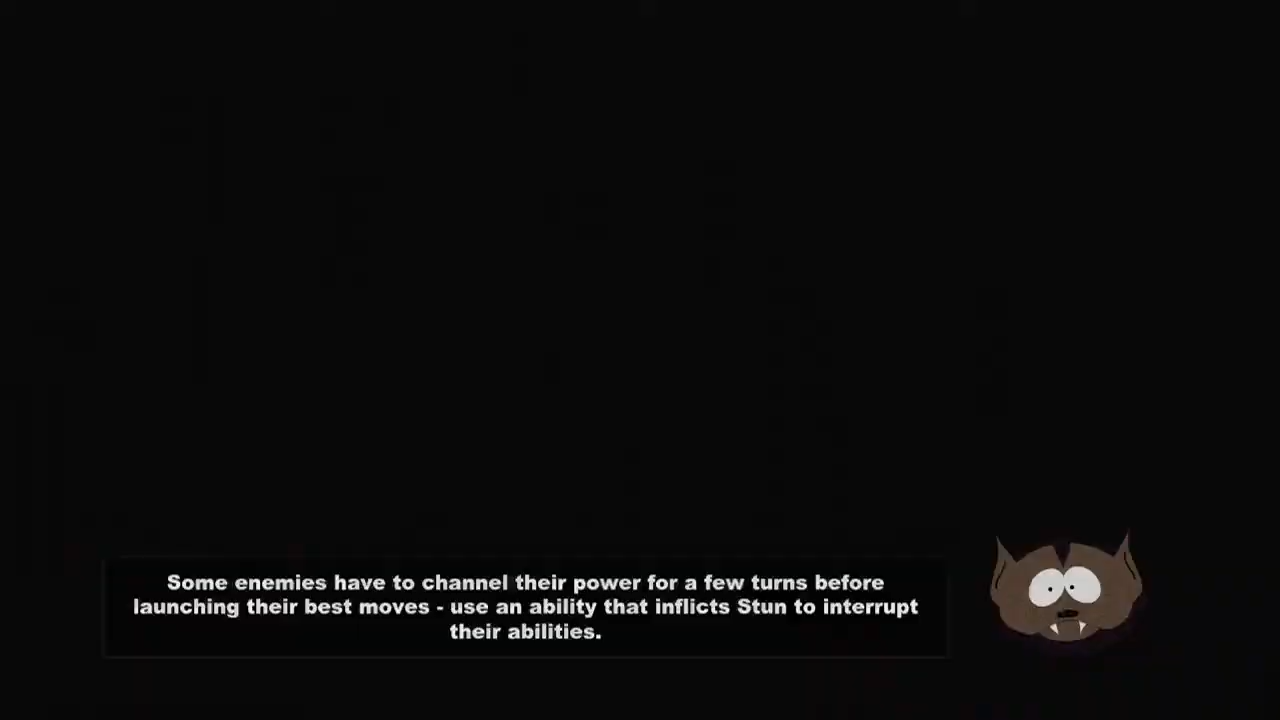 Some enemies have to channel their power for a few turns before
launching their best moves - use an ability that inflicts Stun to interrupt
their abilities.